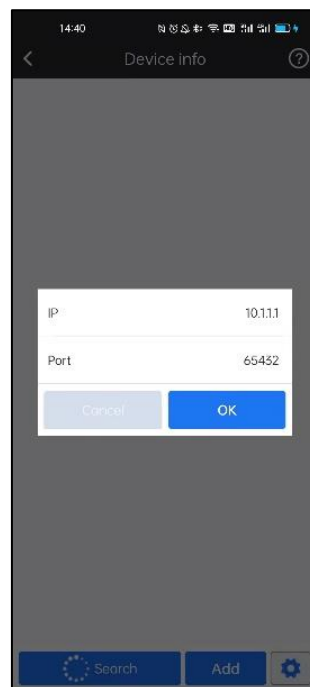 14:40
Device info
IP 10.1.1.1
Port 65432
Cancel OK
Search Add